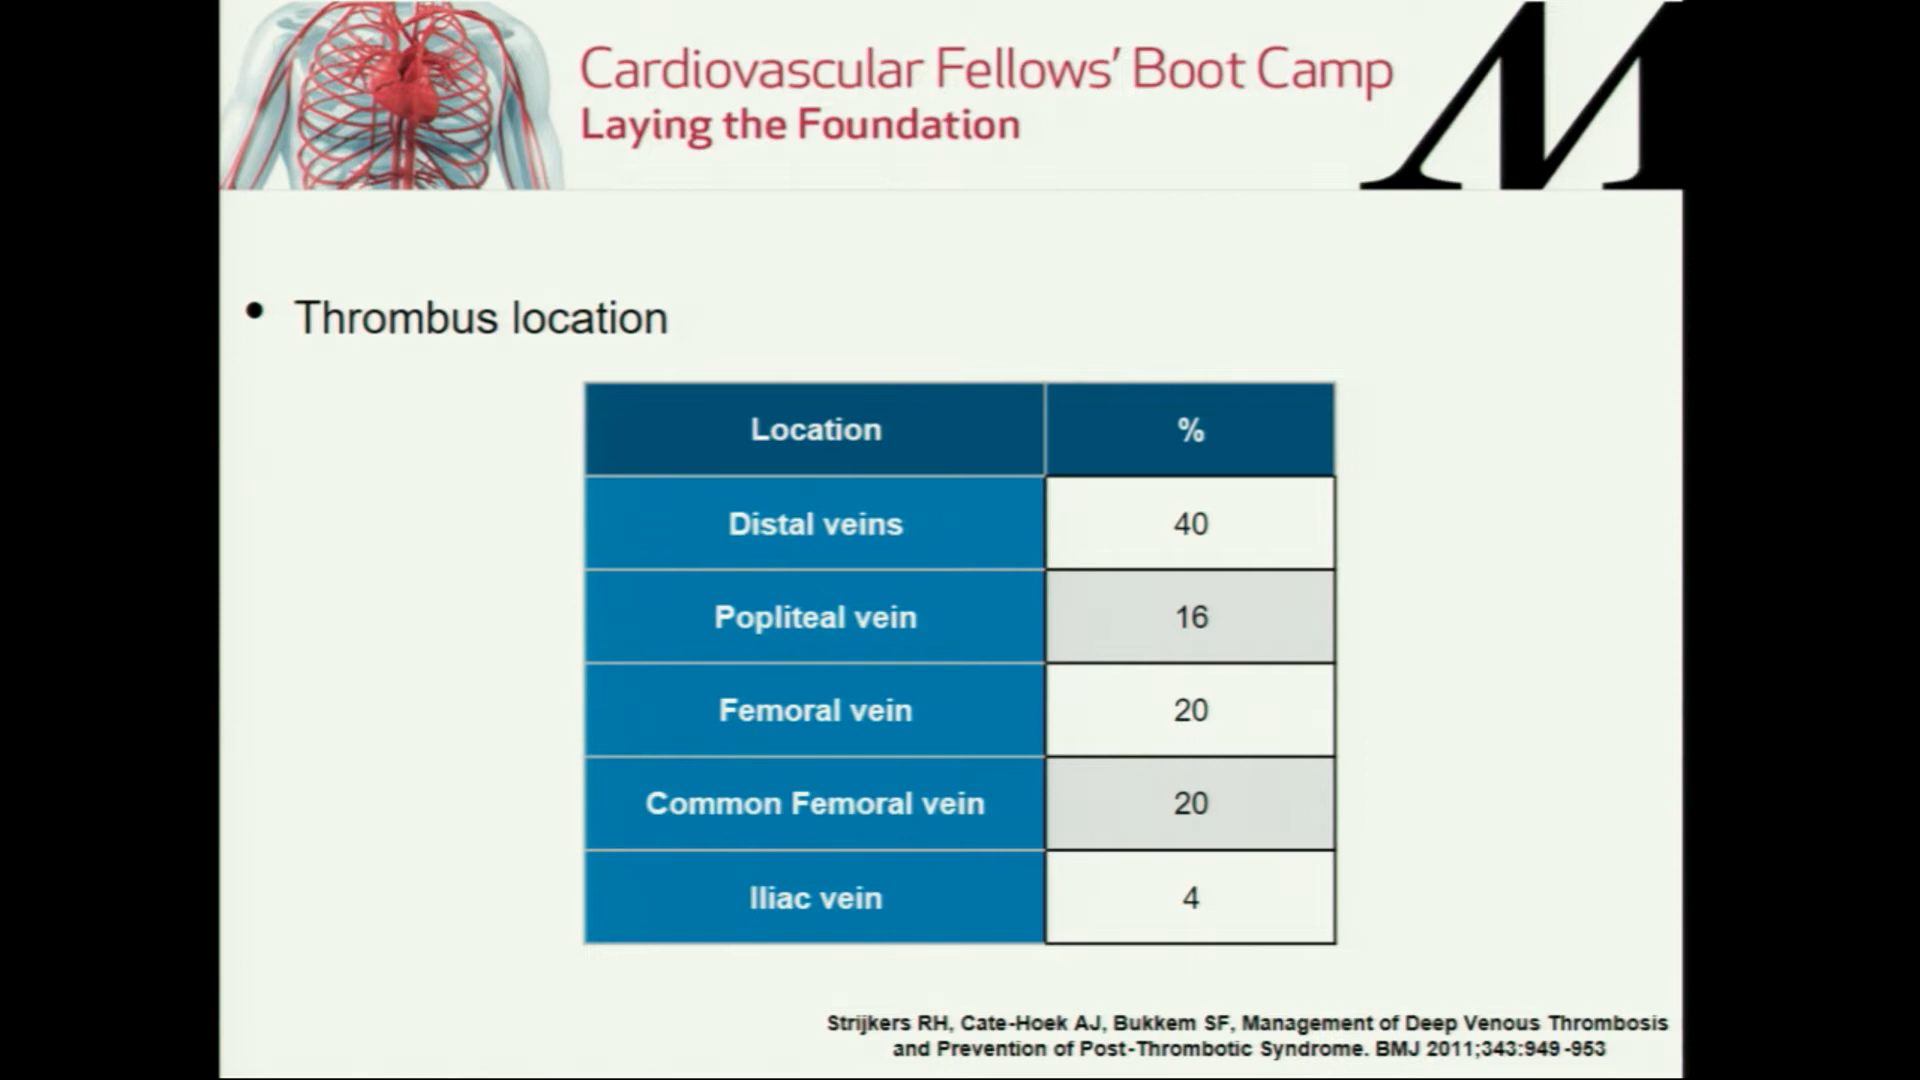 Cardiovascular Fellows' Boot Camp
Laying the Foundation
M
• Thrombus location
Location %
Distal veins 40
Popliteal vein 16
Femoral vein 20
Common Femoral vein 20
Iliac vein 4
Strijkers RH, Cate-Hoek AJ, Bukkem SF, Management of Deep Venous Thrombosis
and Prevention of Post-Thrombotic Syndrome. BMJ 2011;343:949-953